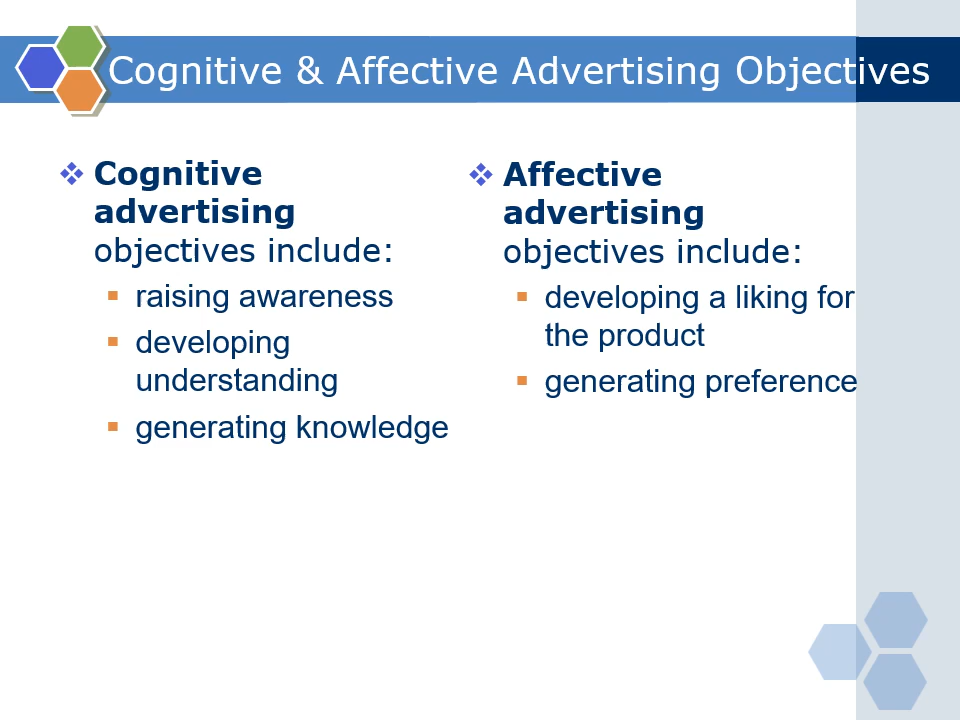 Cognitive & Affective Advertising Objectives
Cognitive
advertising
objectives include:
raising awareness
developing
understanding
generating knowledge
Affective
advertising
objectives include:
developing a liking for
the product
generating preference